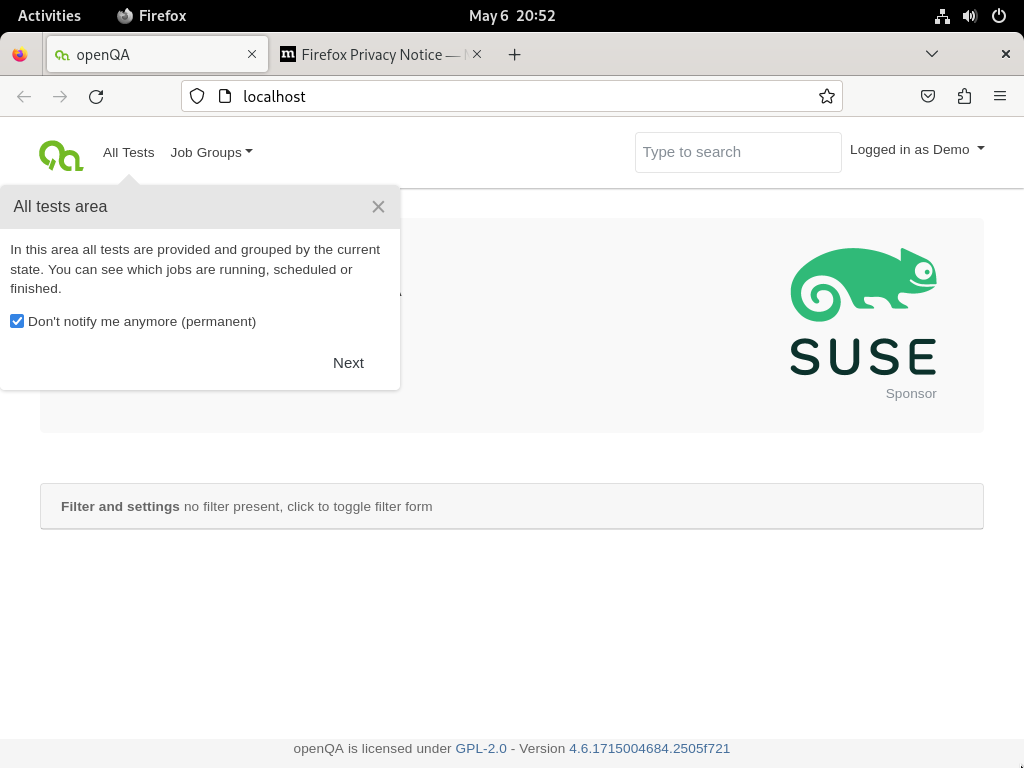 Activities Firefox May 6 20:52
openQA Firefox Privacy Notice —
localhost
All Tests Job Groups Type to search Logged in as Demo
All tests area
In this area all tests are provided and grouped by the current
state. You can see which jobs are running, scheduled or
finished.
Don't notify me anymore (permanent)
Next
SUSE
Sponsor
Filter and settings no filter present, click to toggle filter form
openQA is licensed under GPL-2.0 - Version 4.6.1715004684.2505f721